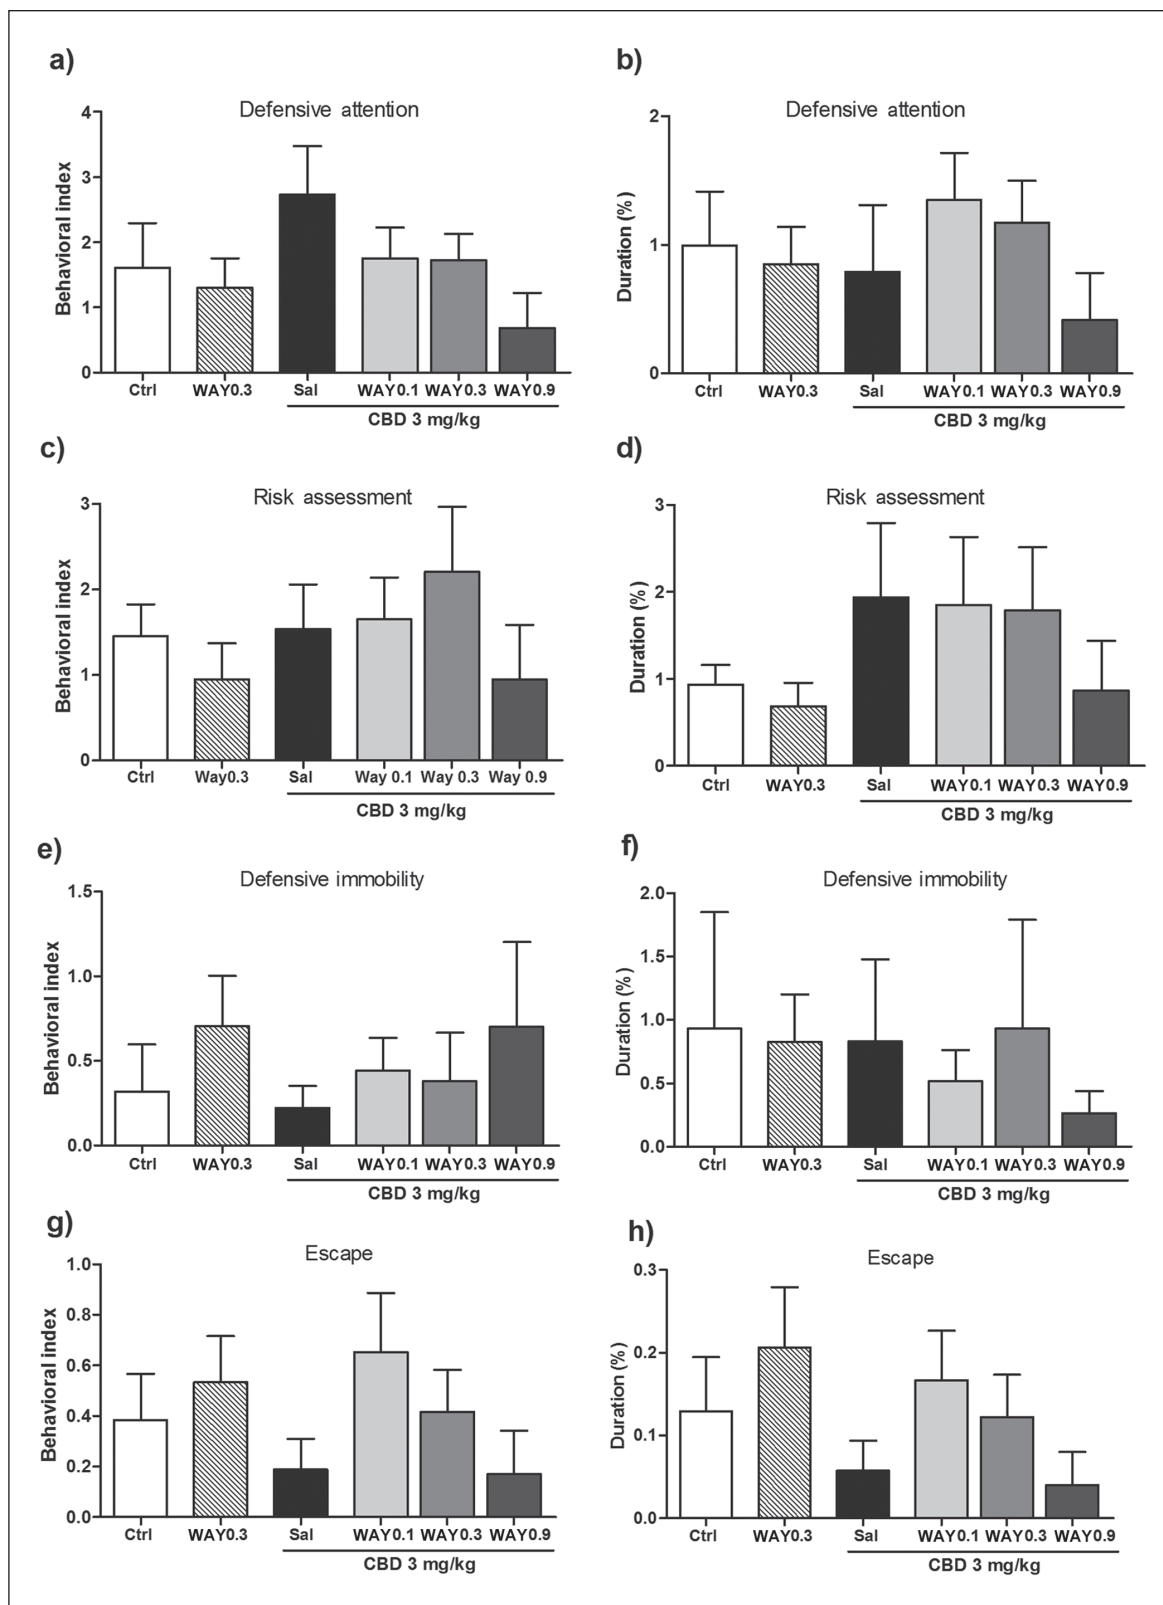 a)
Defensive attention
Behavioral index
4
3
2
1
0
Ctrl WAY0.3 Sal WAY0.1 WAY0.3 WAY0.9
CBD 3 mg/kg
b)
Defensive attention
Duration (%)
2
1
0
Ctrl WAY0.3 Sal WAY0.1 WAY0.3 WAY0.9
CBD 3 mg/kg
c)
Risk assessment
Behavioral index
3
2
1
0
Ctrl Way0.3 Sal Way 0.1 Way 0.3 Way 0.9
CBD 3 mg/kg
d)
Risk assessment
Duration (%)
3
2
1
0
Ctrl WAY0.3 Sal WAY0.1 WAY0.3 WAY0.9
CBD 3 mg/kg
e)
Defensive immobility
Behavioral index
1.5
1.0
0.5
0.0
Ctrl WAY0.3 Sal WAY0.1 WAY0.3 WAY0.9
CBD 3 mg/kg
f)
Defensive immobility
Duration (%)
2.0
1.5
1.0
0.5
0.0
Ctrl WAY0.3 Sal WAY0.1 WAY0.3 WAY0.9
CBD 3 mg/kg
g)
Escape
Behavioral index
1.0
0.8
0.6
0.4
0.2
0.0
Ctrl WAY0.3 Sal WAY0.1 WAY0.3 WAY0.9
CBD 3 mg/kg
h)
Escape
Duration (%)
0.3
0.2
0.1
0.0
Ctrl WAY0.3 Sal WAY0.1 WAY0.3 WAY0.9
CBD 3 mg/kg